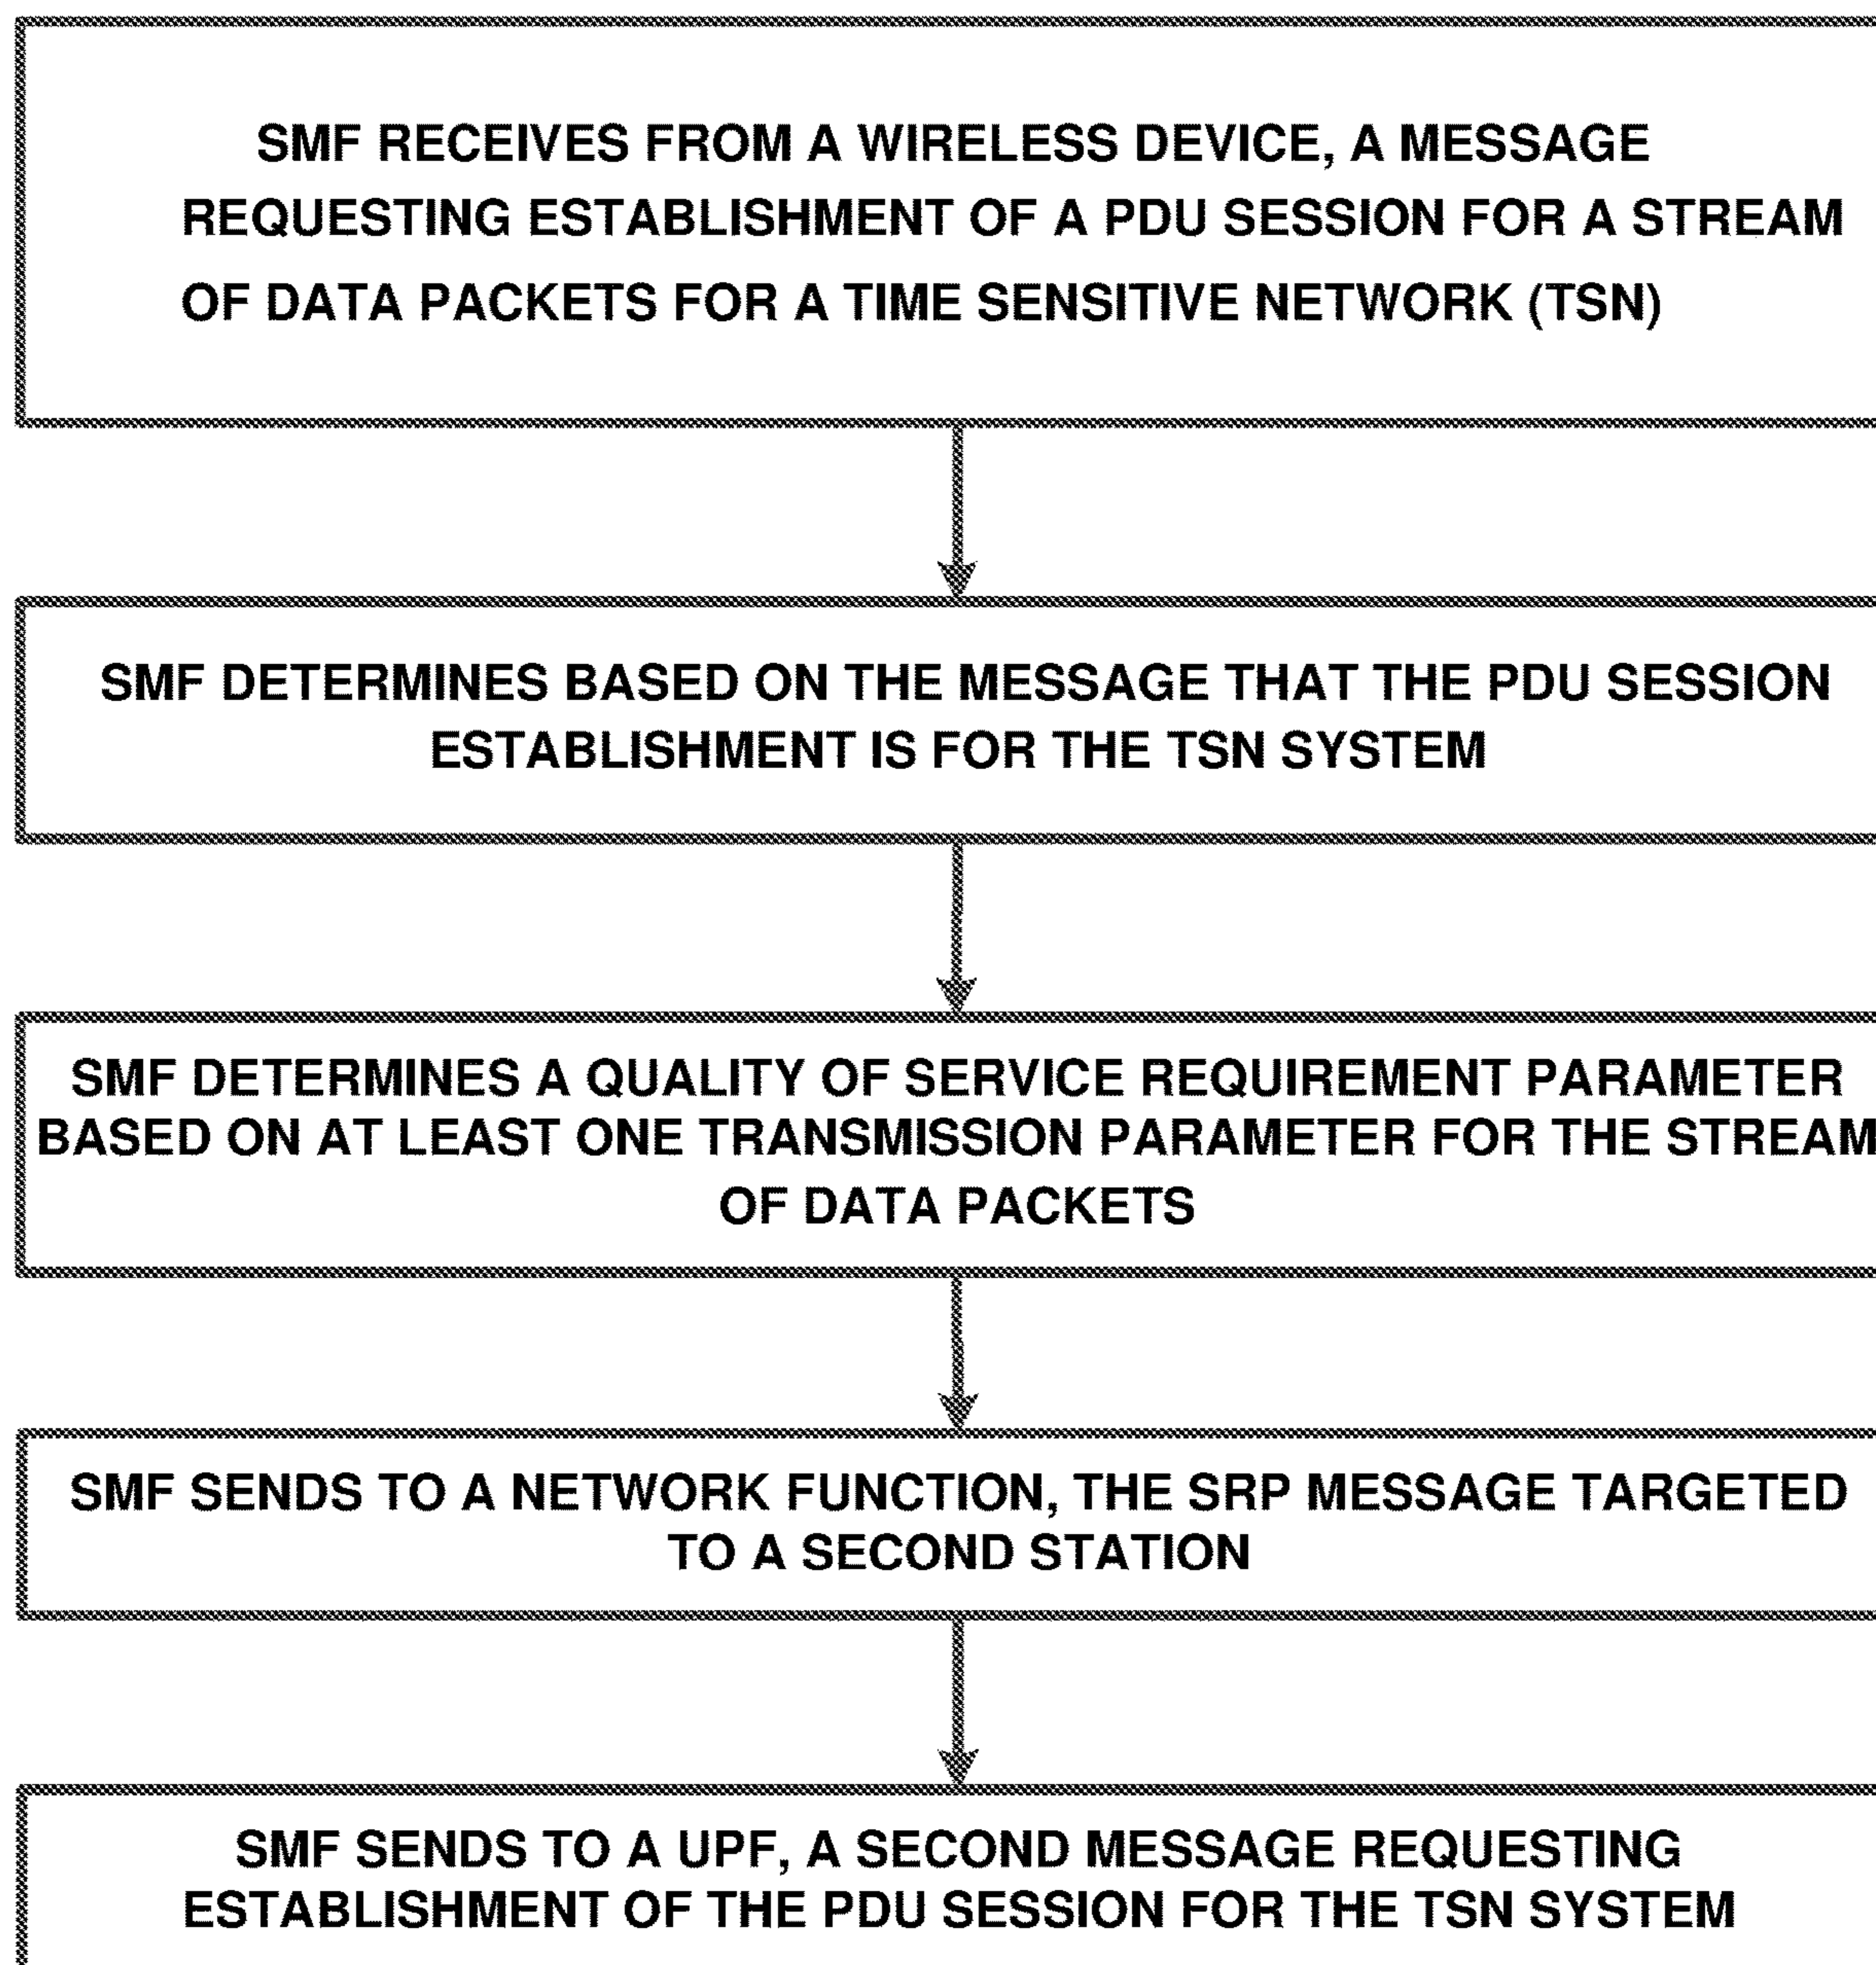 SMF RECEIVES FROM A WIRELESS DEVICE, A MESSAGE
REQUESTING ESTABLISHMENT OF A PDU SESSION FOR A STREAM
OF DATA PACKETS FOR A TIME SENSITIVE NETWORK (TSN)
SMF DETERMINES BASED ON THE MESSAGE THAT THE PDU SESSION
ESTABLISHMENT IS FOR THE TSN SYSTEM
SMF DETERMINES A QUALITY OF SERVICE REQUIREMENT PARAMETER
BASED ON AT LEAST ONE TRANSMISSION PARAMETER FOR THE STREAM
OF DATA PACKETS
SMF SENDS TO A NETWORK FUNCTION, THE SRP MESSAGE TARGETED
TO A SECOND STATION
SMF SENDS TO A UPF, A SECOND MESSAGE REQUESTING
ESTABLISHMENT OF THE PDU SESSION FOR THE TSN SYSTEM